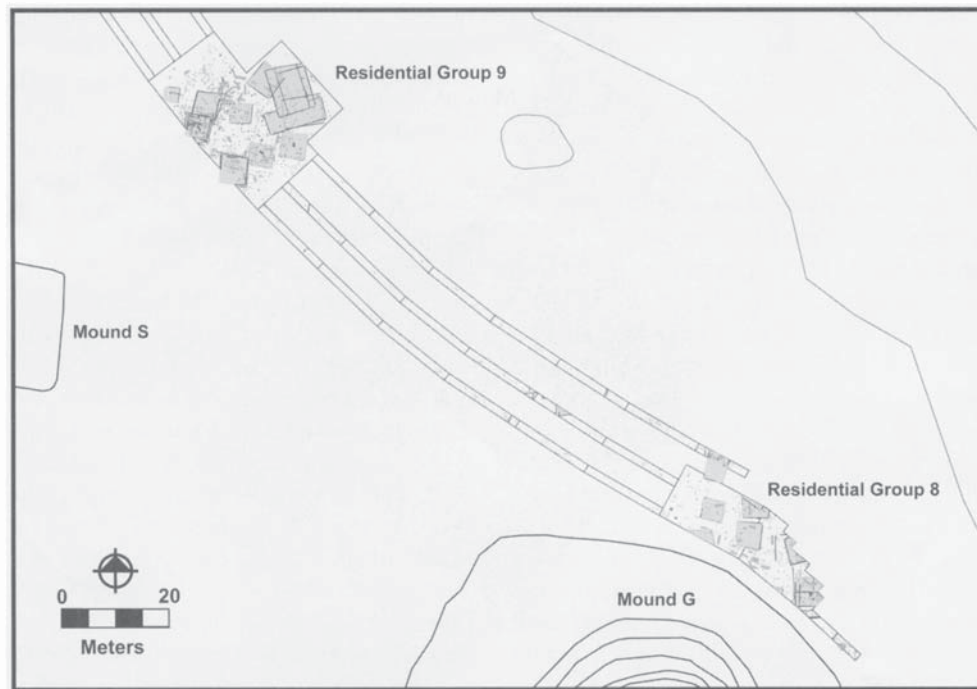 Residential Group 9
Mound S
Residential Group 8
Mound G
0 20
Meters